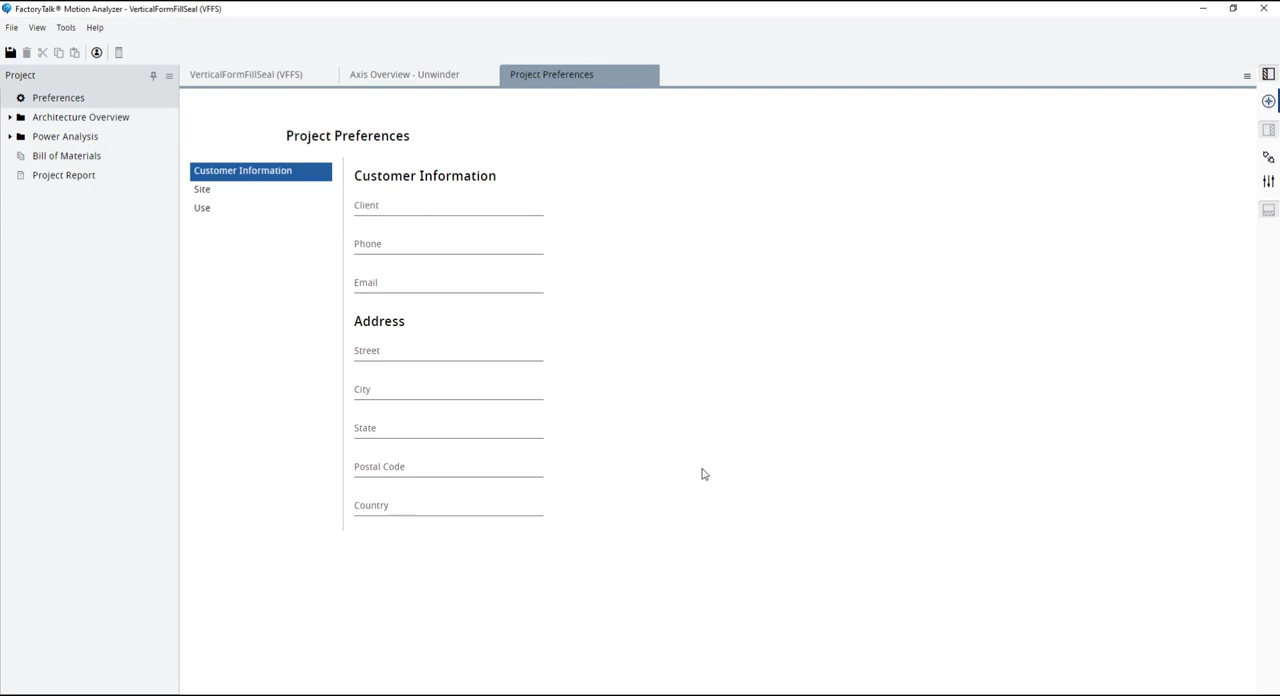 FactoryTalk® Motion Analyzer - VerticalFormFillSeal (VFFS)
File View Tools Help
Project
VerticalFormFillSeal (VFFS)
Axis Overview - Unwinder
Project Preferences
Preferences
Architecture Overview
Power Analysis
Bill of Materials
Project Report
Project Preferences
Customer Information
Site
Use
Customer Information
Client
Phone
Email
Address
Street
City
State
Postal Code
Country